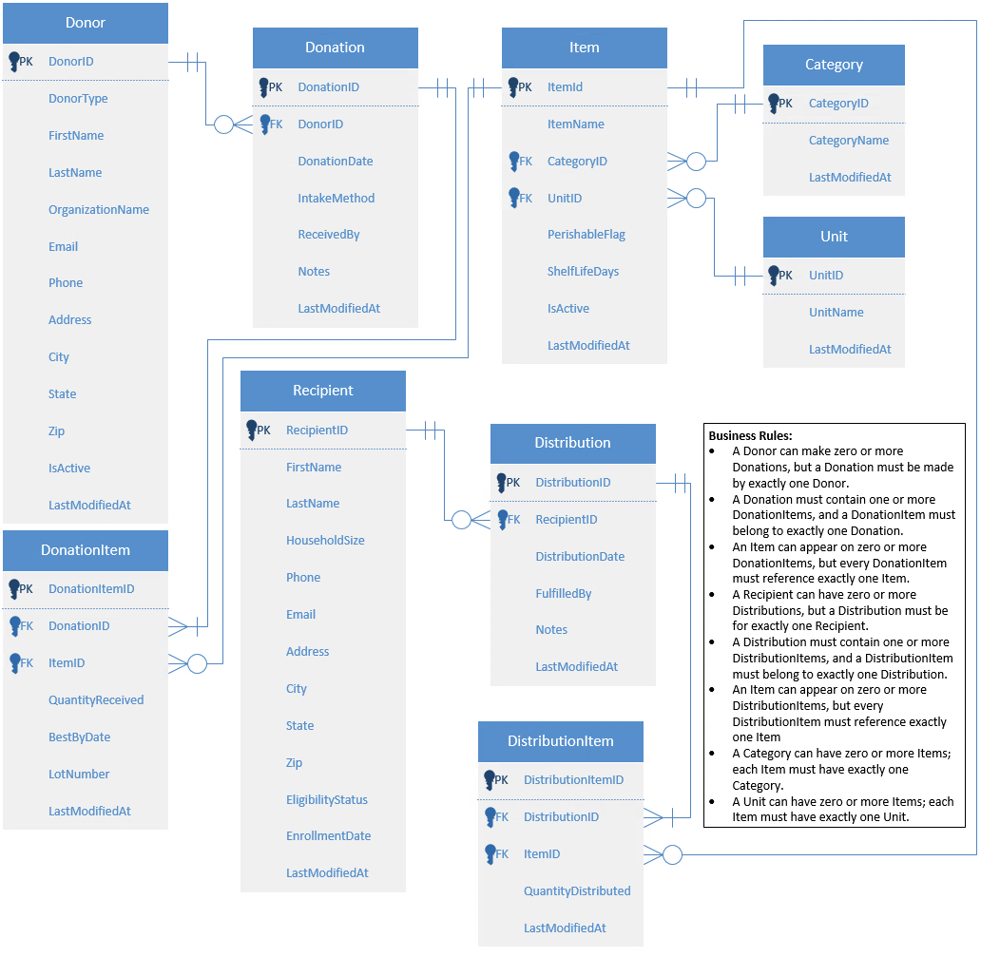 Donor
PK DonorID
DonorType
FirstName
LastName
OrganizationName
Email
Phone
Address
City
State
Zip
IsActive
LastModifiedAt
Donation
PK DonationID
FK DonorID
DonationDate
IntakeMethod
ReceivedBy
Notes
LastModifiedAt
Item
PK ItemId
ItemName
FK CategoryID
FK UnitID
PerishableFlag
ShelfLifeDays
IsActive
LastModifiedAt
Category
PK CategoryID
CategoryName
LastModifiedAt
Unit
PK UnitID
UnitName
LastModifiedAt
DonationItem
PK DonationItemID
FK DonationID
FK ItemID
QuantityReceived
BestByDate
LotNumber
LastModifiedAt
Recipient
PK RecipientID
FirstName
LastName
HouseholdSize
Phone
Email
Address
City
State
Zip
EligibilityStatus
EnrollmentDate
LastModifiedAt
Distribution
PK DistributionID
FK RecipientID
DistributionDate
FulfilledBy
Notes
LastModifiedAt
DistributionItem
PK DistributionItemID
FK DistributionID
FK ItemID
QuantityDistributed
LastModifiedAt
Business Rules:
• A Donor can make zero or more
Donations, but a Donation must be made
by exactly one Donor.
• A Donation must contain one or more
DonationItems, and a DonationItem must
belong to exactly one Donation.
• An Item can appear on zero or more
DonationItems, but every DonationItem
must reference exactly one Item.
• A Recipient can have zero or more
Distributions, but a Distribution must be
for exactly one Recipient.
• A Distribution must contain one or more
DistributionItems, and a DistributionItem
must belong to exactly one Distribution.
• An Item can appear on zero or more
DistributionItems, but every
DistributionItem must reference exactly
one Item
• A Category can have zero or more Items;
each Item must have exactly one
Category.
• A Unit can have zero or more Items; each
Item must have exactly one Unit.